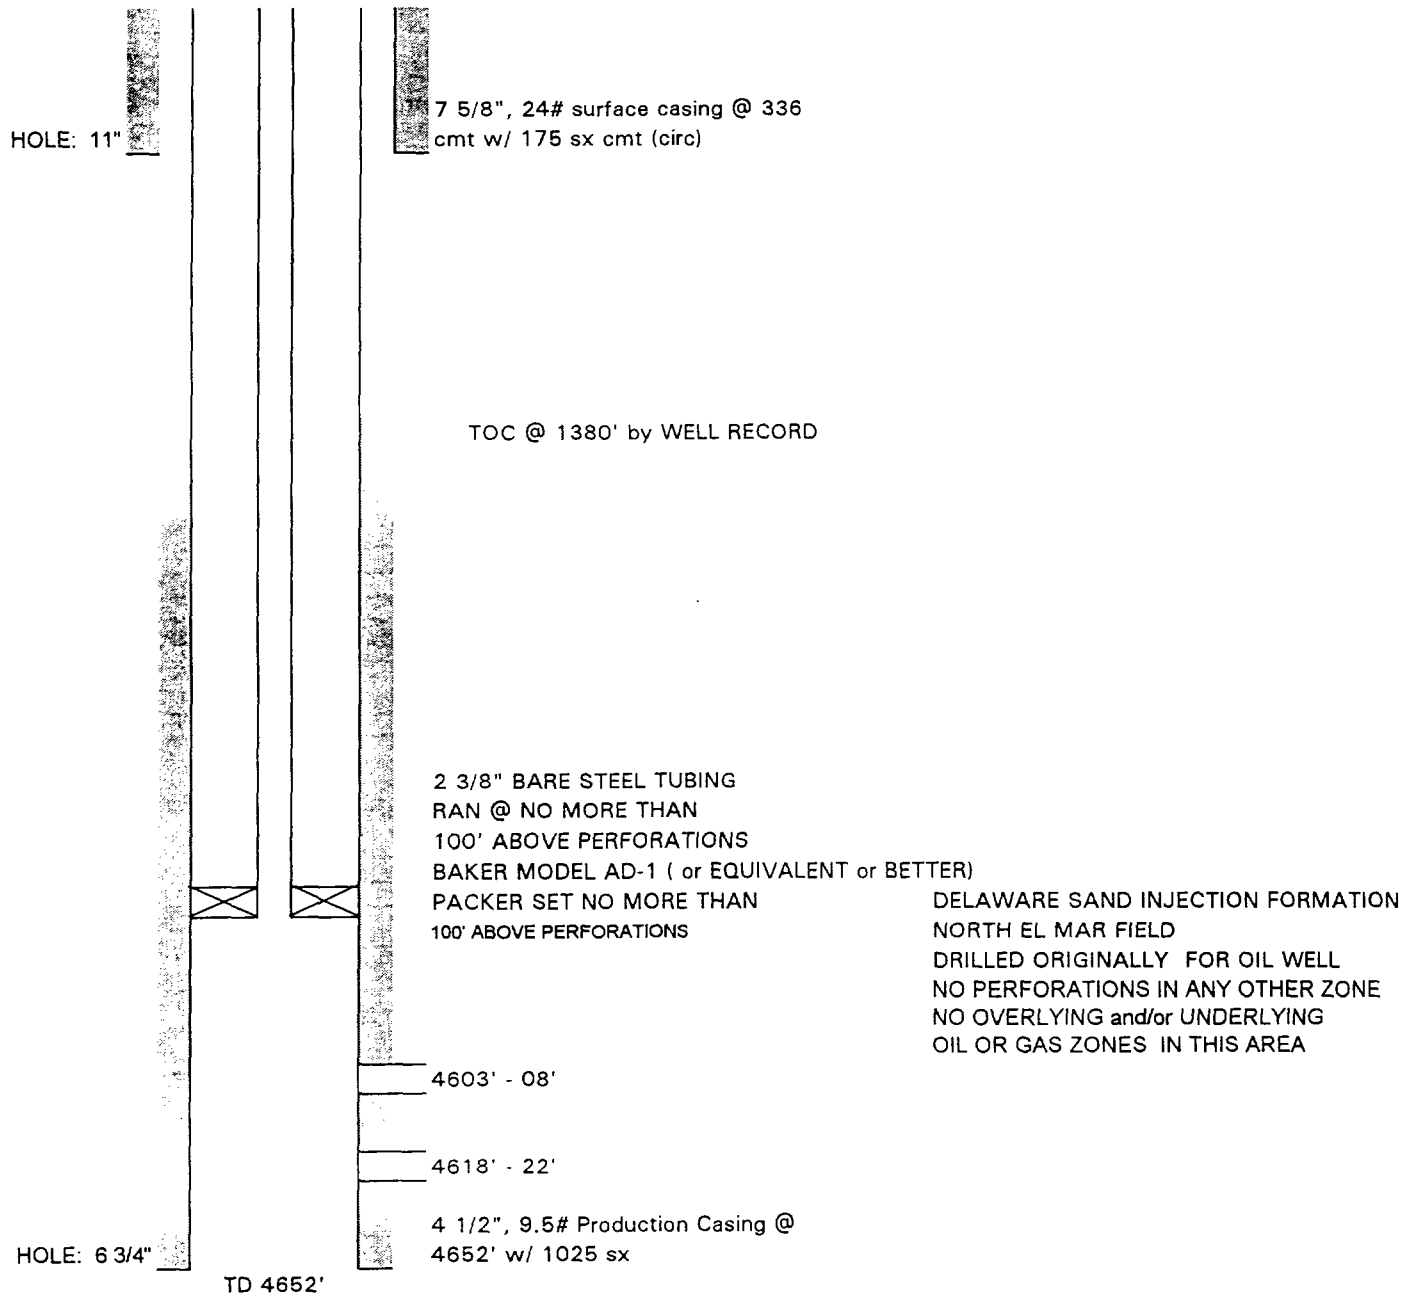 7 5/8", 24# surface casing @ 336
HOLE: 11"
cmt w/ 175 sx cmt (circ)
TOC @ 1380' by WELL RECORD
2 3/8" BARE STEEL TUBING
RAN @ NO MORE THAN
100' ABOVE PERFORATIONS
BAKER MODEL AD-1 ( or EQUIVALENT or BETTER)
PACKER SET NO MORE THAN
100' ABOVE PERFORATIONS
DELAWARE SAND INJECTION FORMATION
NORTH EL MAR FIELD
DRILLED ORIGINALLY FOR OIL WELL
NO PERFORATIONS IN ANY OTHER ZONE
NO OVERLYING and/or UNDERLYING
OIL OR GAS ZONES IN THIS AREA
4603' - 08'
4618' - 22'
4 1/2", 9.5# Production Casing @
4652' w/ 1025 sx
HOLE: 6 3/4"
TD 4652'